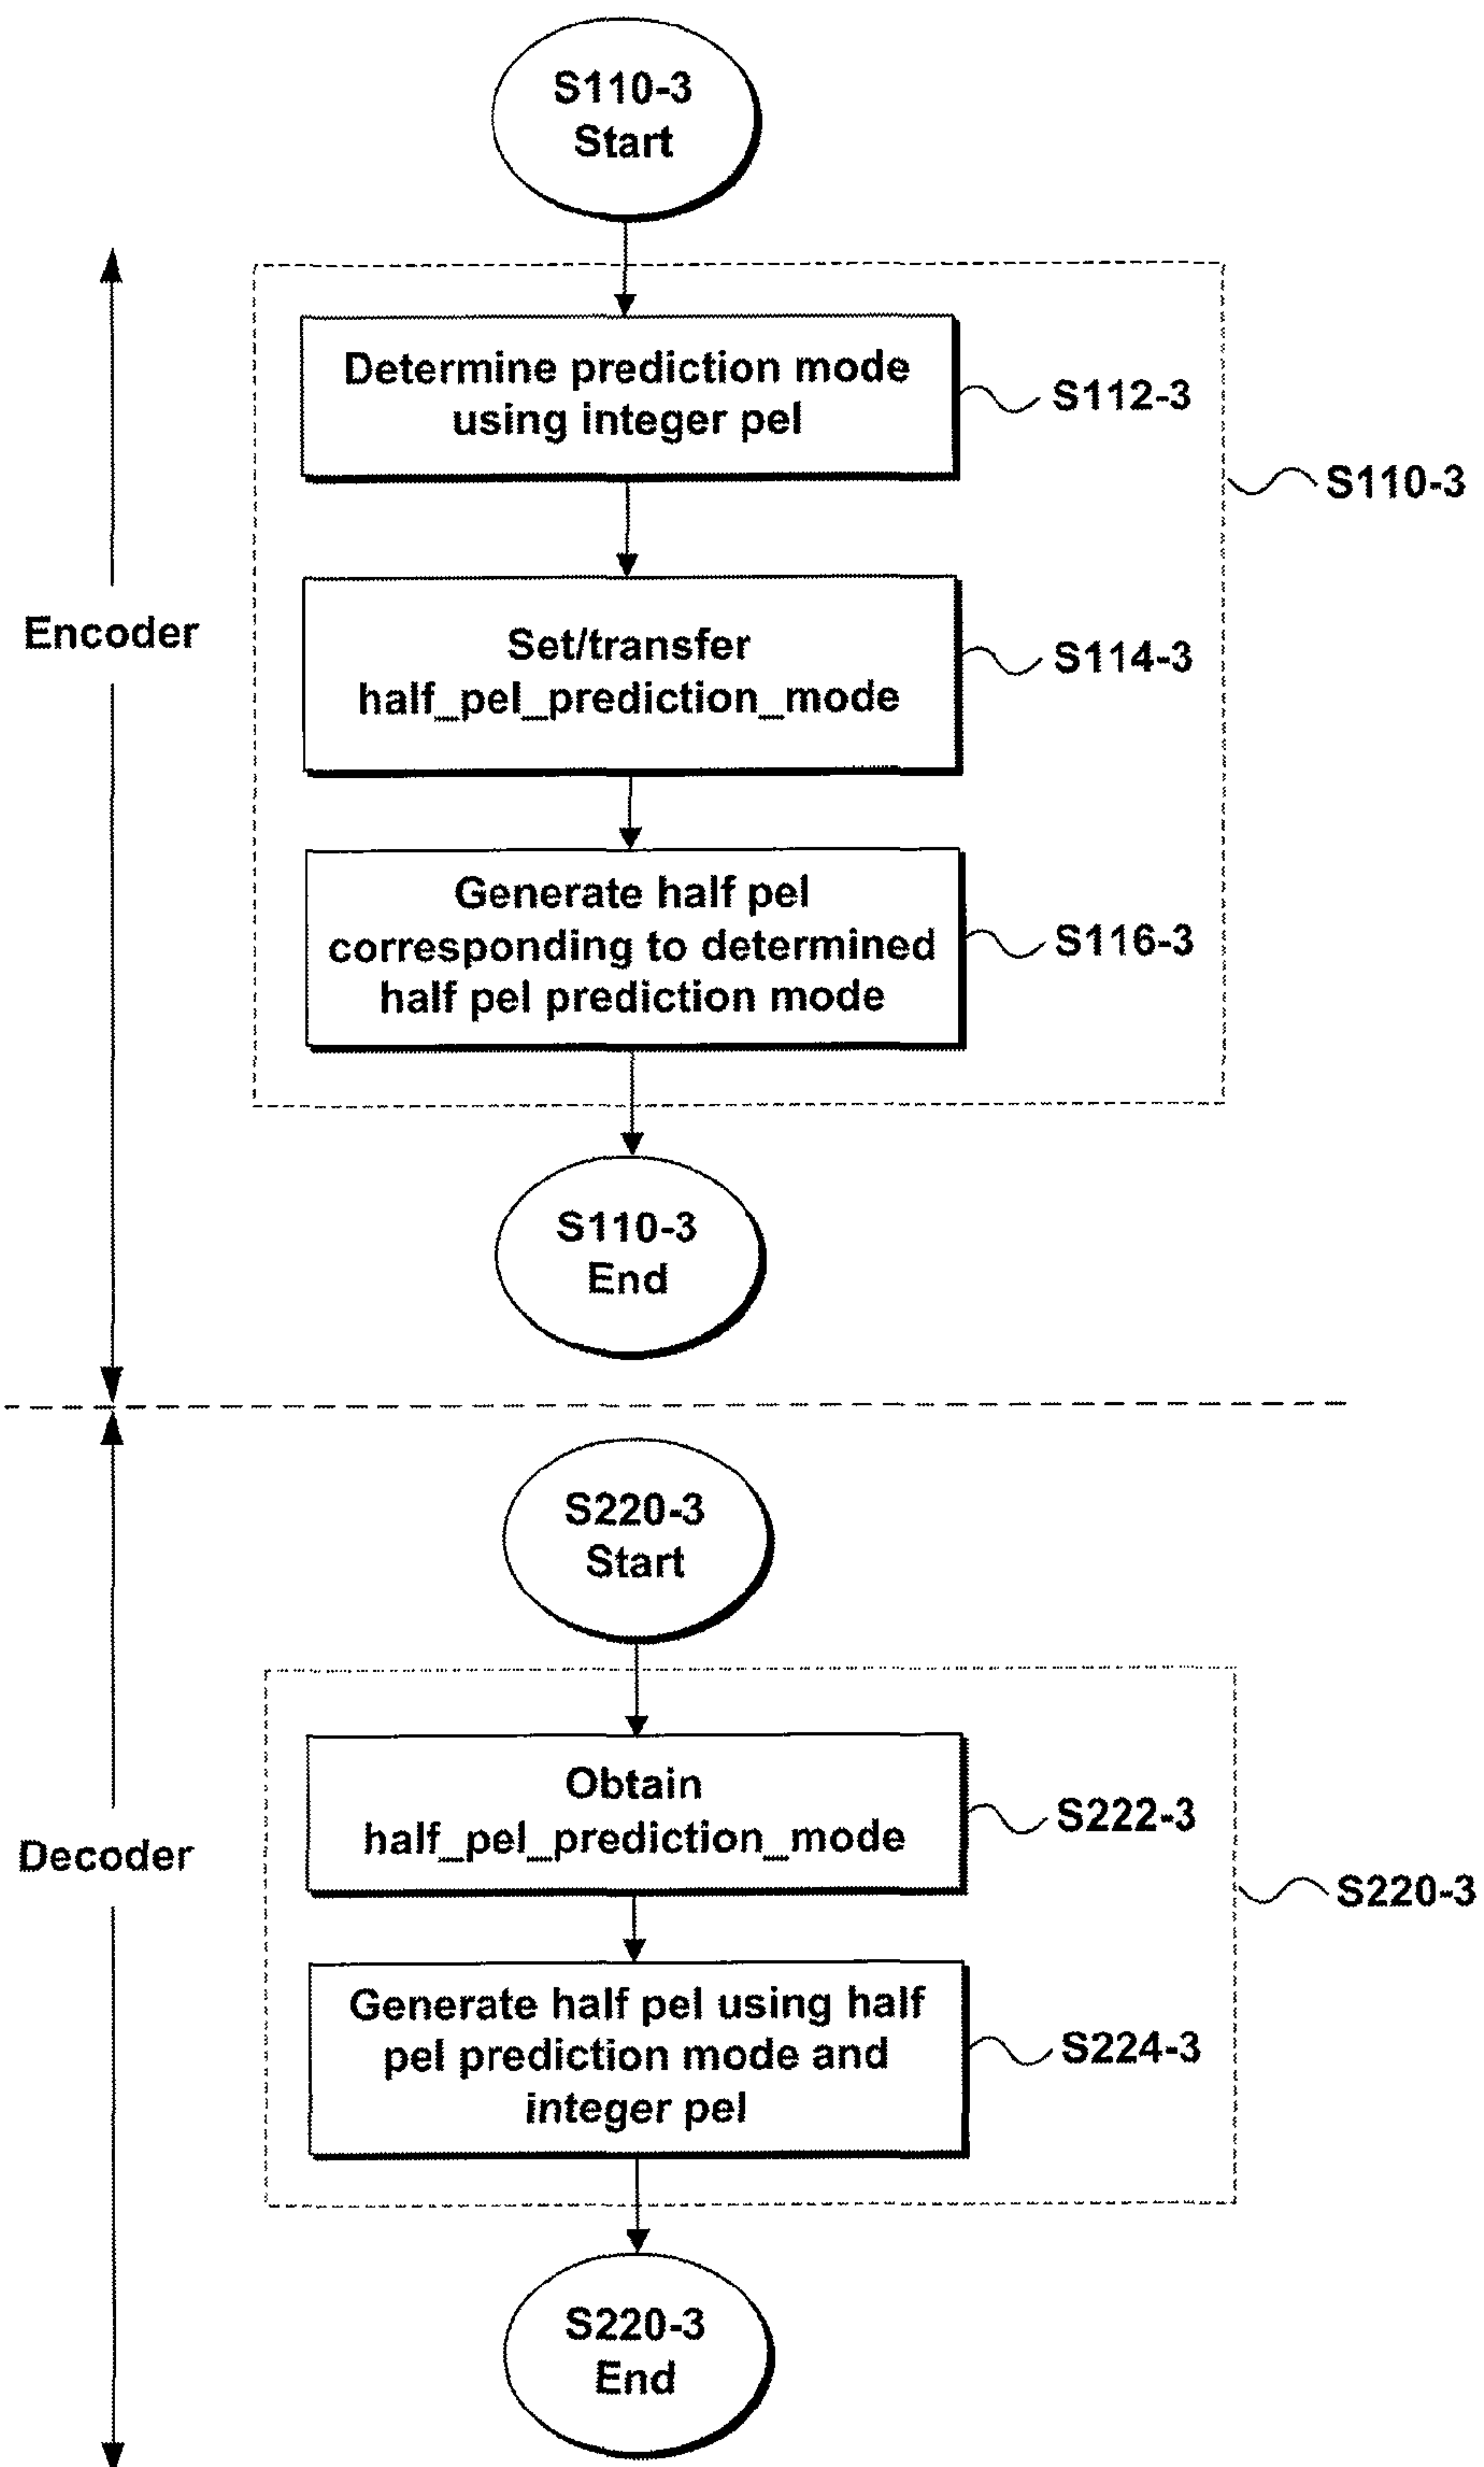 S110-3
Start
Determine prediction mode
using integer pel
S112-3
S110-3
Set/transfer
half_pel_prediction_mode
S114-3
Encoder
Generate half pel
corresponding to determined
half pel prediction mode
S116-3
S110-3
End
S220-3
Start
Obtain
half_pel_prediction_mode
S222-3
Decoder
S220-3
Generate half pel using half
pel prediction mode and
integer pel
S224-3
S220-3
End